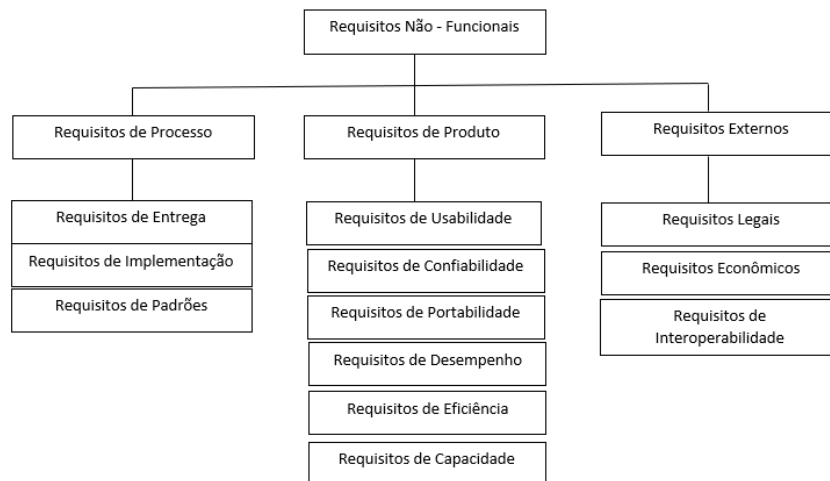 Requisitos Não - Funcionais
Requisitos de Processo
Requisitos de Produto
Requisitos Externos
Requisitos de Entrega
Requisitos de Implementação
Requisitos de Padrões
Requisitos de Usabilidade
Requisitos de Confiabilidade
Requisitos de Portabilidade
Requisitos de Desempenho
Requisitos de Eficiência
Requisitos de Capacidade
Requisitos Legais
Requisitos Econômicos
Requisitos de
Interoperabilidade